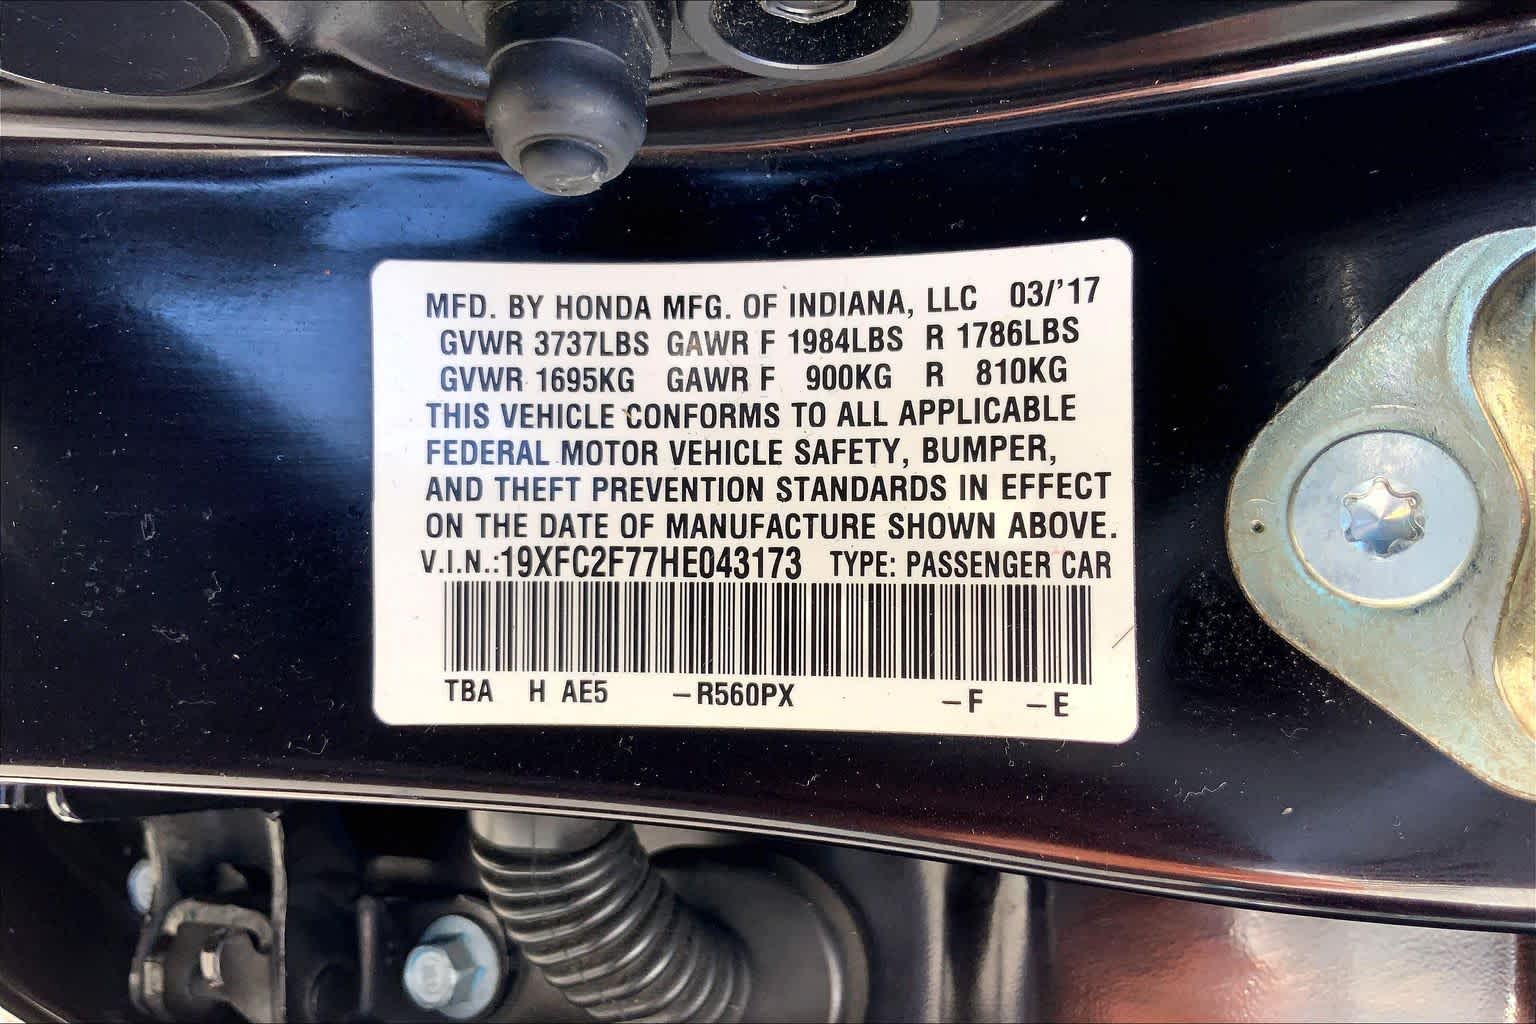 MFD. BY HONDA MFG. OF INDIANA, LLC 03/'17
GVWR 3737LBS GAWR F 1984LBS R 1786LBS
GVWR 1695KG GAWR F 900KG R 810KG
THIS VEHICLE CONFORMS TO ALL APPLICABLE
FEDERAL MOTOR VEHICLE SAFETY, BUMPER,
AND THEFT PREVENTION STANDARDS IN EFFECT
ON THE DATE OF MANUFACTURE SHOWN ABOVE.
V.I.N.:19XFC2F77HE043173 TYPE: PASSENGER CAR
TBA H AE5 –R560PX –F –E